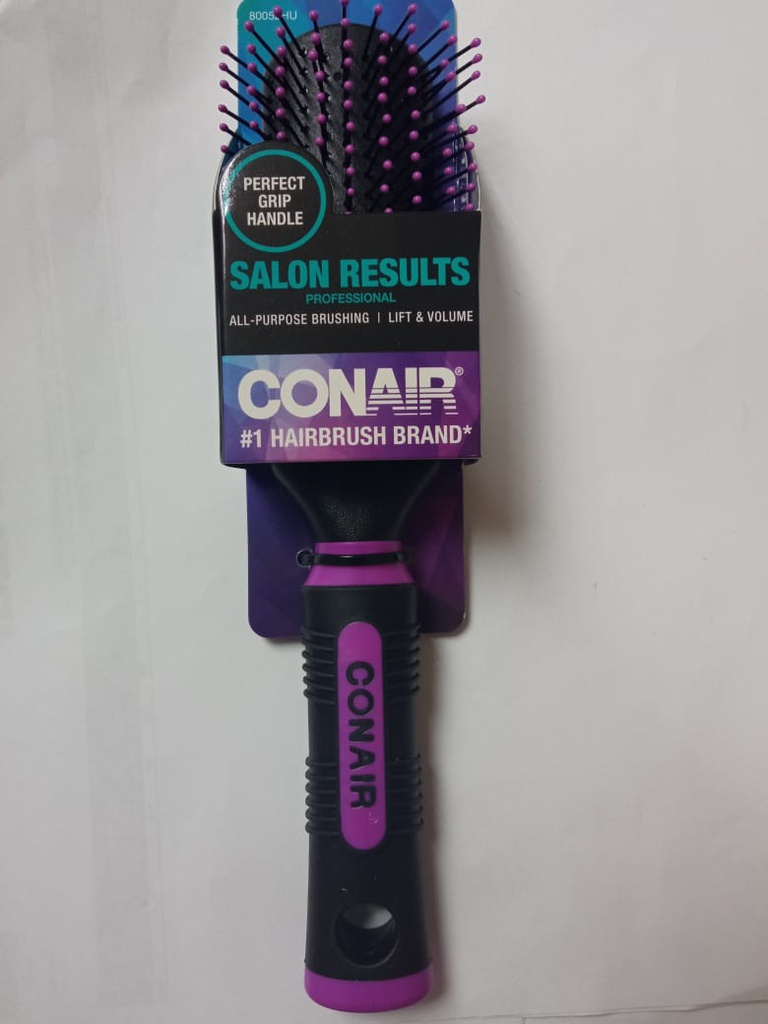 PERFECT
GRIP
HANDLE
SALON RESULTS
PROFESSIONAL
ALL-PURPOSE BRUSHING | LIFT & VOLUME
CONAIR®
#1 HAIRBRUSH BRAND*
CONAIR